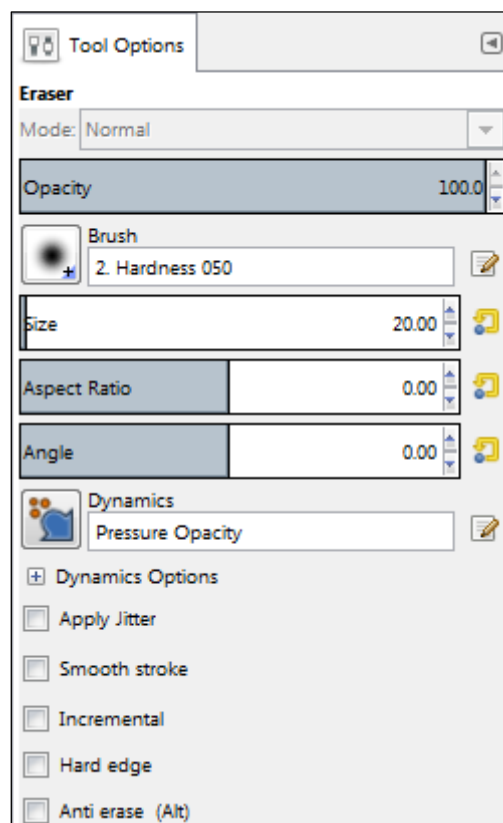 Tool Options
Eraser
Mode: Normal
Opacity 100.0
Brush
2. Hardness 050
Size 20.00
Aspect Ratio 0.00
Angle 0.00
Dynamics
Pressure Opacity
Dynamics Options
Apply Jitter
Smooth stroke
Incremental
Hard edge
Anti erase (Alt)